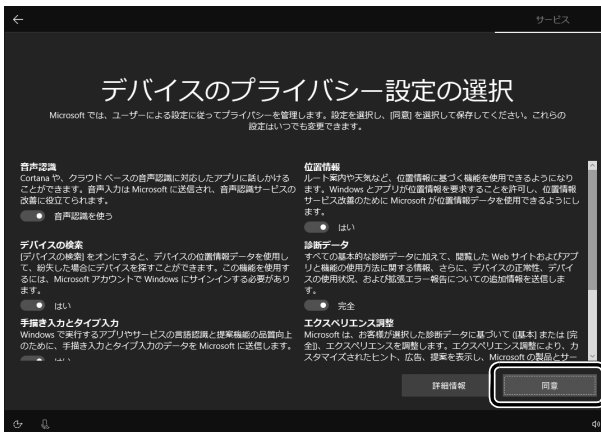 サービス
デバイスのプライバシー設定の選択
Microsoft では、ユーザーによる設定に従ってプライバシーを管理します。設定を選択し、[同意] を選択して保存してください。これらの
設定はいつでも変更できます。
音声認識
Cortana や、クラウド ベースの音声認識に対応したアプリに話しかける
ことができます。音声入力は Microsoft に送信され、音声認識サービスの
改善に役立てられます。
音声認識を使う
デバイスの検索
[デバイスの検索] をオンにすると、デバイスの位置情報データを使用し
て、紛失した場合にデバイスを探すことができます。この機能を使用す
るには、Microsoft アカウントで Windows にサインインする必要があり
ます。
はい
手描き入力とタイプ入力
Windows で実行するアプリやサービスの言語認識と提案機能の品質向上
のために、手描き入力とタイプ入力のデータを Microsoft に送信します。
はい
位置情報
ルート案内や天気など、位置情報に基づく機能を使用できるようになり
ます。Windows とアプリが位置情報を要求することを許可し、位置情報
サービス改善のために Microsoft が位置情報データを使用できるようにし
ます。
はい
診断データ
すべての基本的な診断データに加えて、閲覧した Web サイトおよびアプ
リと機能の使用方法に関する情報、さらに、デバイスの正常性、デバイ
スの使用状況、および拡張エラー報告についての追加情報を送信しま
す。
完全
エクスペリエンス調整
Microsoft は、お客様が選択した診断データに基づいて ([基本] または [完
全])、エクスペリエンスを調整します。エクスペリエンス調整により、カ
スタマイズされたヒント、広告、提案を表示し、Microsoft の製品とサー
詳細情報
同意